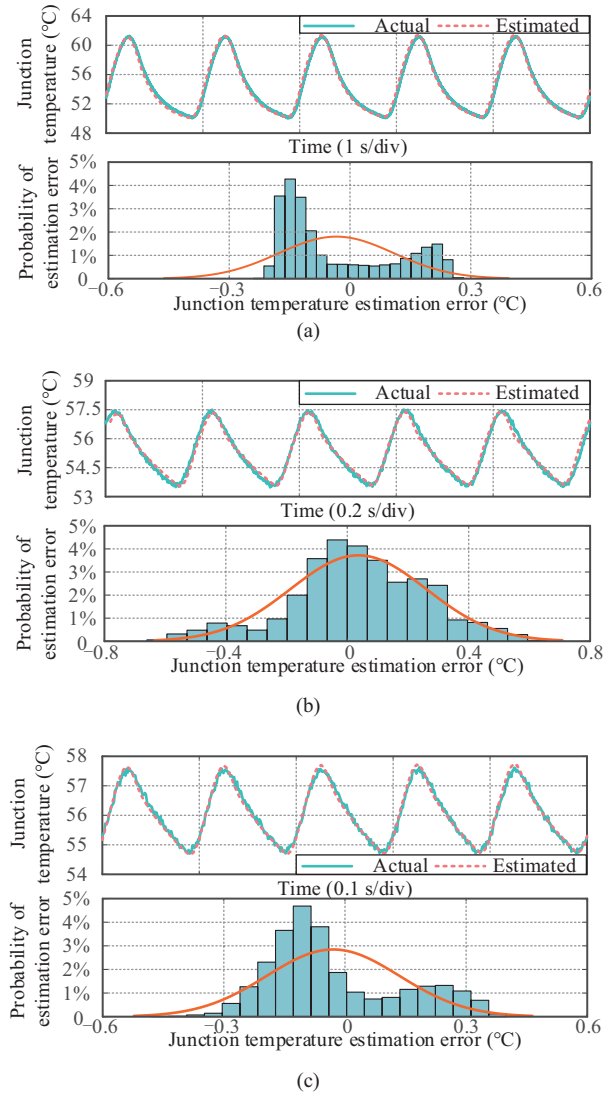 64
60
56
52
48
Junction
temperature (°C)
Actual
Estimated
Time (1 s/div)
5%
4%
3%
2%
1%
0
Probability of
estimation error
−0.6
−0.3
0
0.3
0.6
Junction temperature estimation error (°C)
(a)
59
57.5
56
54.5
53
Junction
temperature (°C)
Actual
Estimated
Time (0.2 s/div)
5%
4%
3%
2%
1%
0
Probability of
estimation error
−0.8
−0.4
0
0.4
0.8
Junction temperature estimation error (°C)
(b)
58
57
56
55
54
Junction
temperature (°C)
Actual
Estimated
Time (0.1 s/div)
5%
4%
3%
2%
1%
0
Probability of
estimation error
−0.6
−0.3
0
0.3
0.6
Junction temperature estimation error (°C)
(c)